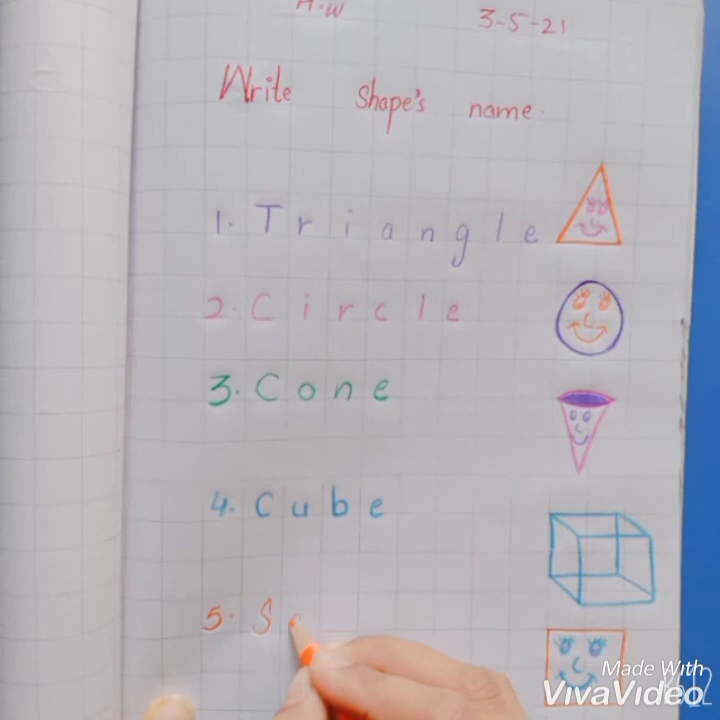 H.W 3-5-21
Write Shape's name.
1. Triangle
2. Circle
3. Cone
4. Cube
5. S
Made With
VivaVideo